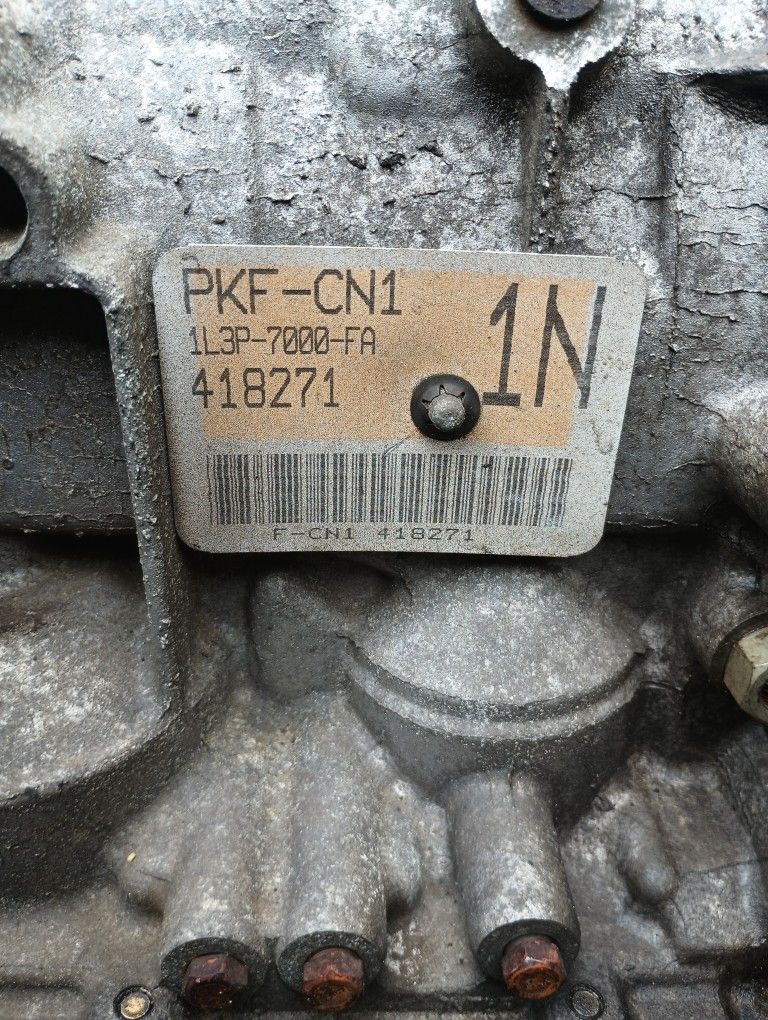 PKF-CN1
1N
1L3P-7000-FA
418271
F-CN1 418271